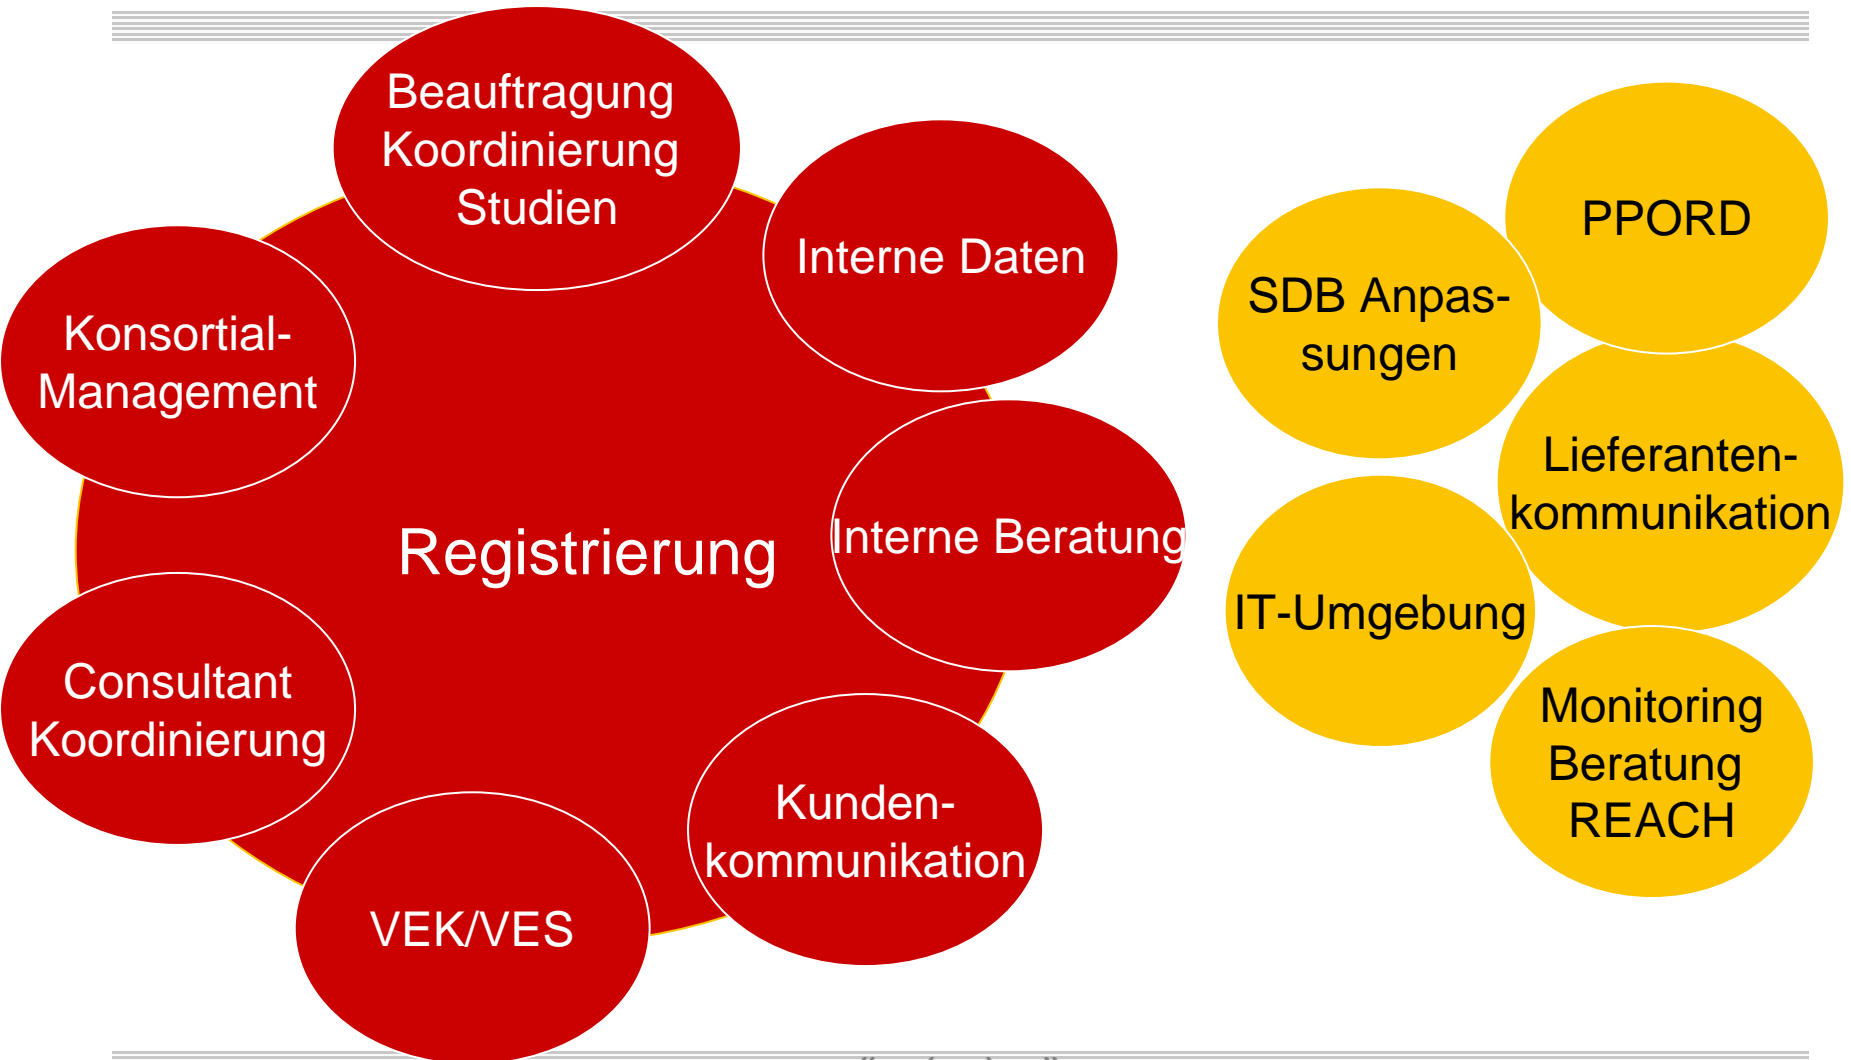 Beauftragung
Koordinierung
Studien
Interne Daten
Konsortial-
Management
Registrierung
Interne Beratung
Consultant
Koordinierung
Kunden-
kommunikation
VEK/VES
PPORD
SDB Anpas-
sungen
Lieferanten-
kommunikation
IT-Umgebung
Monitoring
Beratung
REACH